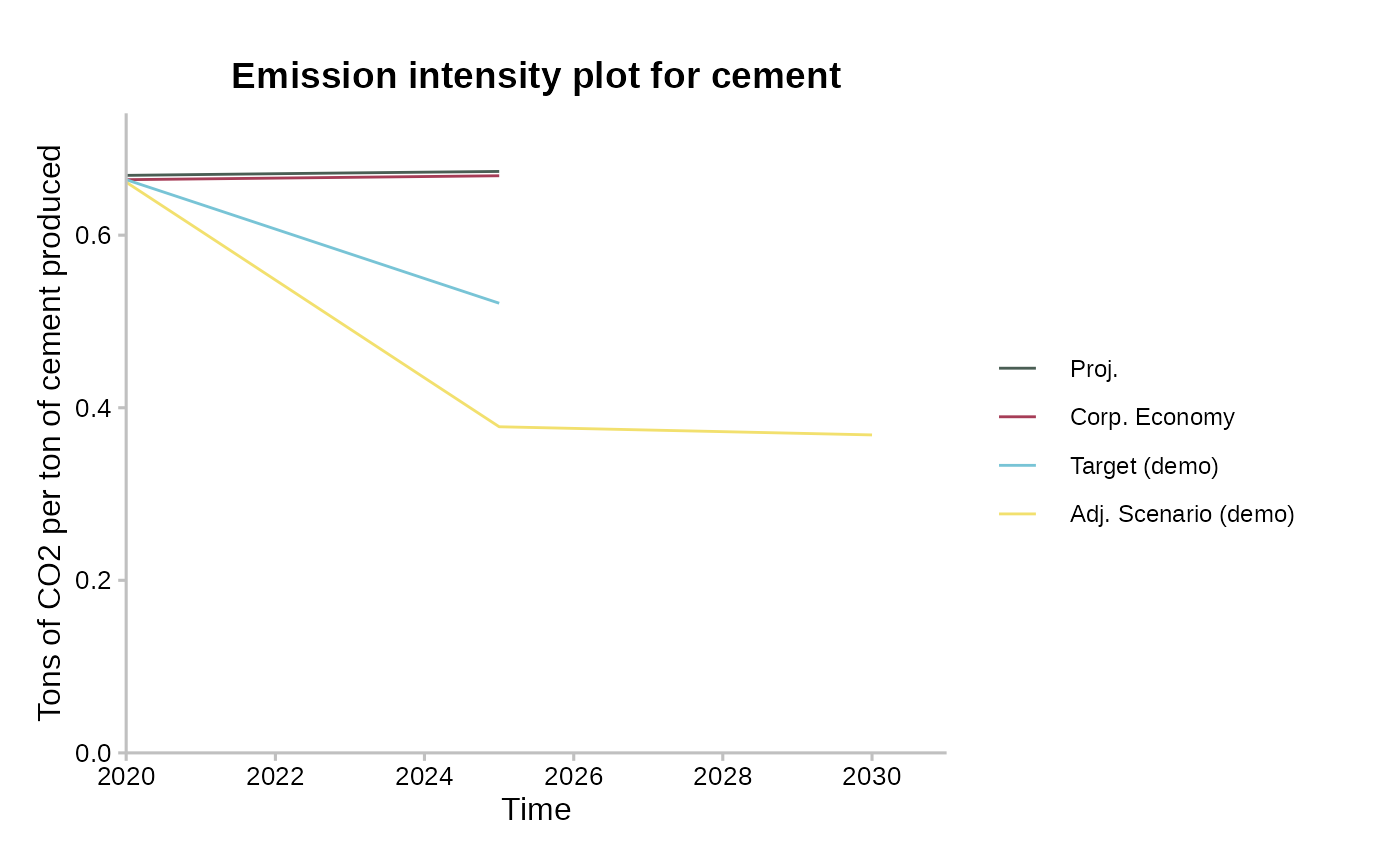 Emission intensity plot for cement
Tons of CO2 per ton of cement produced
0.6
0.4
0.2
0.0
2020 2022 2024 2026 2028 2030
Time
Proj.
Corp. Economy
Target (demo)
Adj. Scenario (demo)